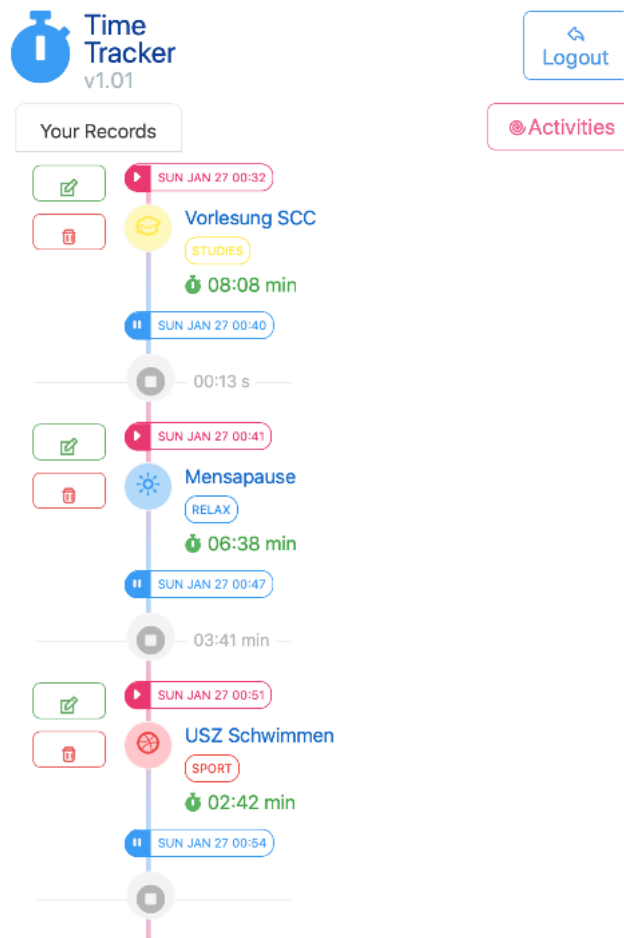 Time
Tracker
v1.01
Logout
Your Records
Activities
SUN JAN 27 00:32
Vorlesung SCC
STUDIES
08:08 min
SUN JAN 27 00:40
00:13 s
SUN JAN 27 00:41
Mensapause
RELAX
06:38 min
SUN JAN 27 00:47
03:41 min
SUN JAN 27 00:51
USZ Schwimmen
SPORT
02:42 min
SUN JAN 27 00:54